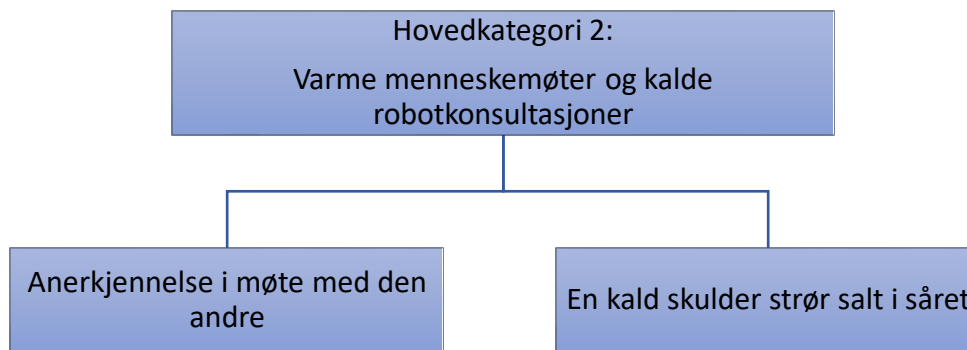 Hovedkategori 2:
Varme menneskemøter og kalde
robotkonsultasjoner
Anerkjennelse i møte med den
andre
En kald skulder strør salt i såret